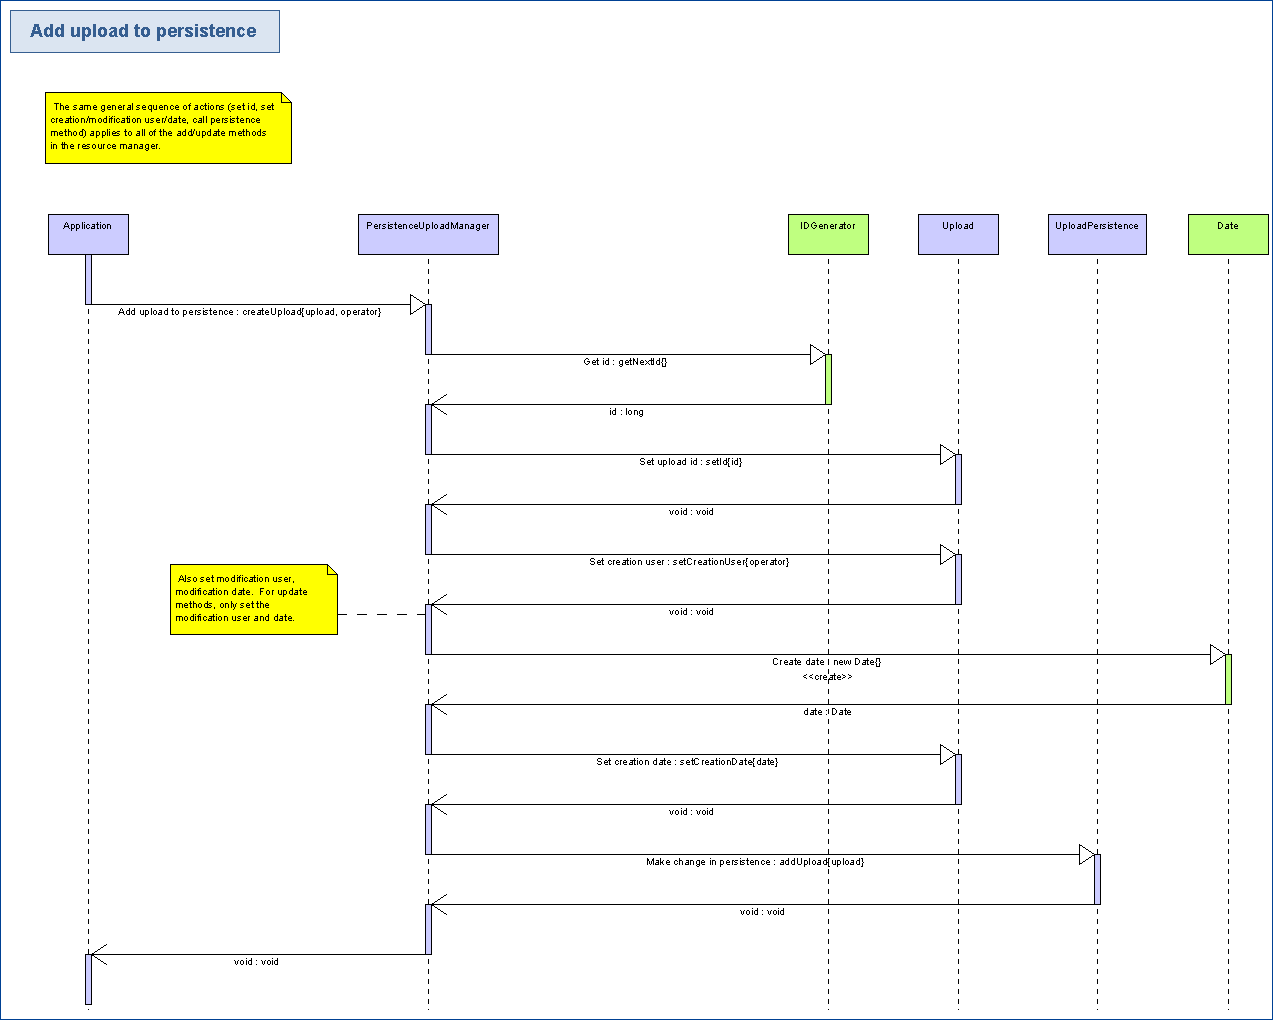 Add upload to persistence
The same general sequence of actions (set id, set
creation/modification user/date, call persistence
method) applies to all of the add/update methods
in the resource manager.
Application
PersistenceUploadManager
IDGenerator
Upload
UploadPersistence
Date
Add upload to persistence : createUpload{upload, operator}
Get id : getNextId{}
id : long
Set upload id : setId{id}
void : void
Set creation user : setCreationUser{operator}
Also set modification user,
modification date.  For update
methods, only set the
modification user and date.
void : void
Create date : new Date{}
<<create>>
date : Date
Set creation date : setCreationDate{date}
void : void
Make change in persistence : addUpload{upload}
void : void
void : void